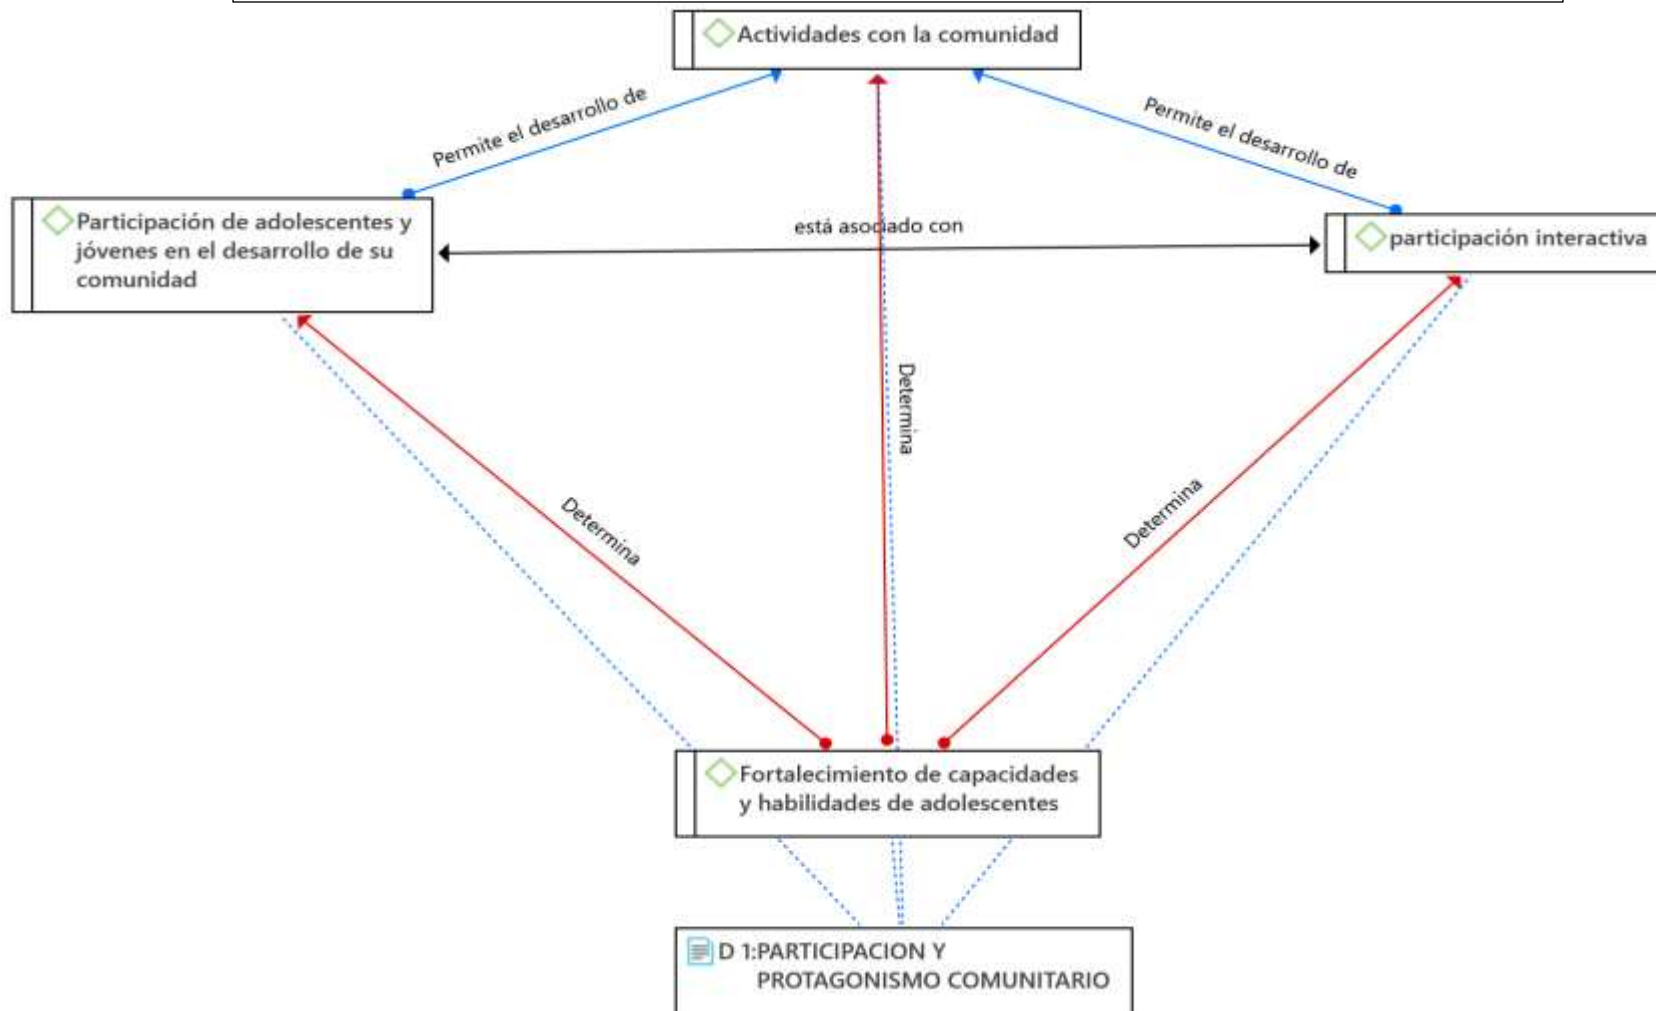 Actividades con la comunidad
Permite el desarrollo de
Permite el desarrollo de
Participación de adolescentes y
jóvenes en el desarrollo de su
comunidad
está asociado con
participación interactiva
Determina
Determina
Determina
Fortalecimiento de capacidades
y habilidades de adolescentes
D 1:PARTICIPACION Y
PROTAGONISMO COMUNITARIO